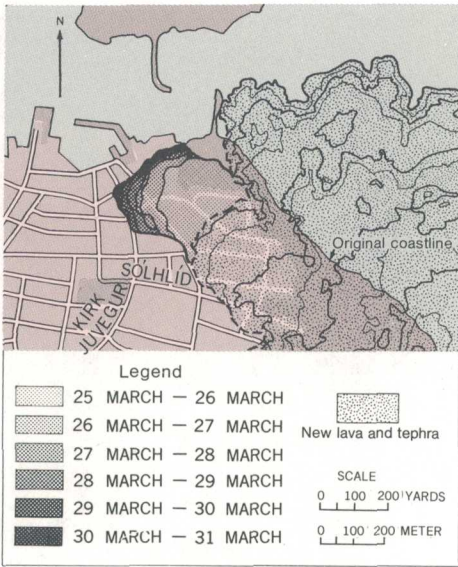 N
Original coastline
SÓLHLÍD
KIRK
JUVEGUR
Legend
25 MARCH — 26 MARCH
26 MARCH — 27 MARCH
27 MARCH — 28 MARCH
28 MARCH — 29 MARCH
29 MARCH — 30 MARCH
30 MARCH — 31 MARCH
New lava and tephra
SCALE
0 100 200 YARDS
0 100 200 METER